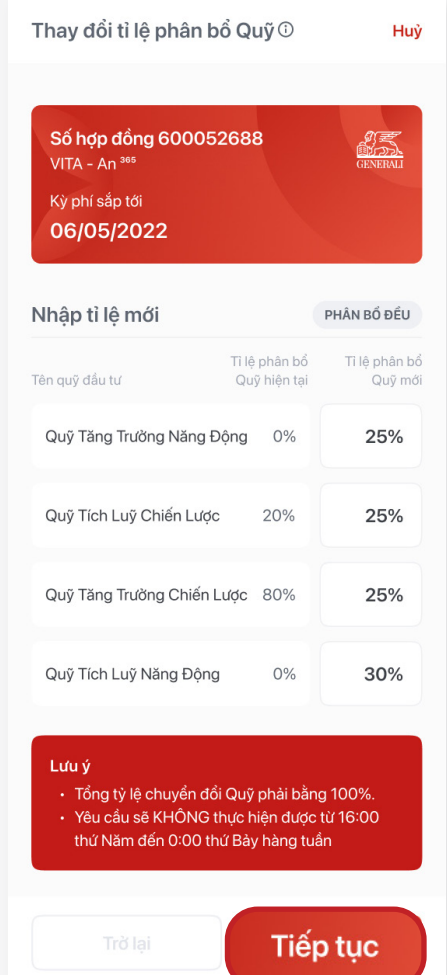 Thay đổi tỉ lệ phân bổ Quỹ ⓘ Huỷ
Số hợp đồng 600052688
VITA - An ³⁶⁵
GENERALI
Kỳ phí sắp tới
06/05/2022
Nhập tỉ lệ mới PHÂN BỔ ĐỀU
Tên quỹ đầu tư Tỉ lệ phân bổ Quỹ hiện tại Tỉ lệ phân bổ Quỹ mới
Quỹ Tăng Trưởng Năng Động 0% 25%
Quỹ Tích Luỹ Chiến Lược 20% 25%
Quỹ Tăng Trưởng Chiến Lược 80% 25%
Quỹ Tích Luỹ Năng Động 0% 30%
Lưu ý
• Tổng tỷ lệ chuyển đổi Quỹ phải bằng 100%.
• Yêu cầu sẽ KHÔNG thực hiện được từ 16:00
thứ Năm đến 0:00 thứ Bảy hàng tuần
Trở lại Tiếp tục